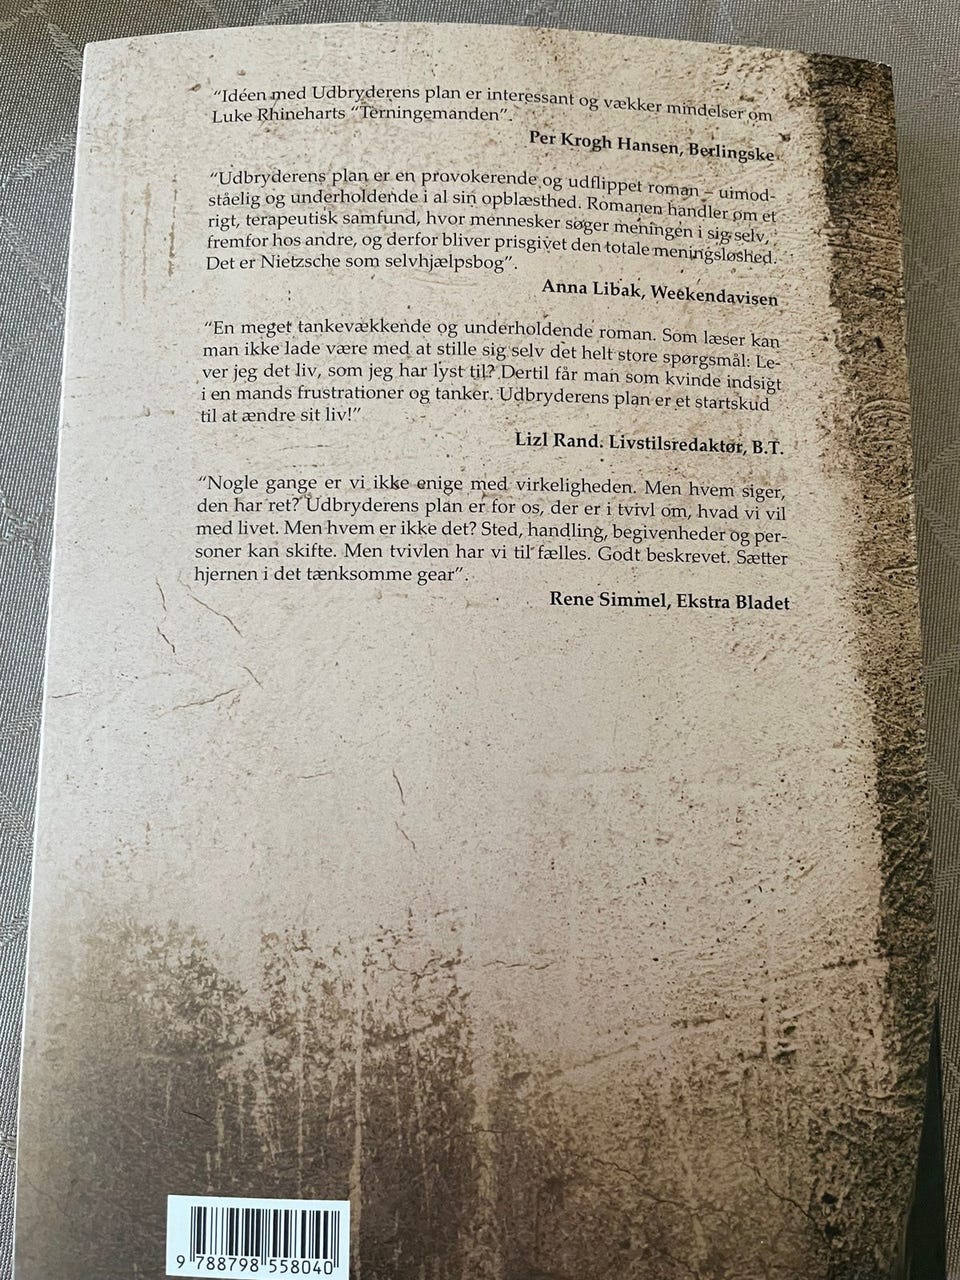 “Idéen med Udbryderens plan er interessant og vækker mindelser om
Luke Rhineharts “Terningemanden”.
Per Krogh Hansen, Berlingske
“Udbryderens plan er en provokerende og udflippet roman – uimod-
ståelig og underholdende i al sin opblæsthed. Romanen handler om et
rigt, terapeutisk samfund, hvor mennesker søger meningen i sig selv,
fremfor hos andre, og derfor bliver prisgivet den totale meningsløshed.
Det er Nietzsche som selvhjælpsbog”.
Anna Libak, Weekendavisen
“En meget tankevækkende og underholdende roman. Som læser kan
man ikke lade være med at stille sig selv det helt store spørgsmål: Le-
ver jeg det liv, som jeg har lyst til? Dertil får man som kvinde indsigt
i en mands frustrationer og tanker. Udbryderens plan er et startskud
til at ændre sit liv!”
Lizl Rand. Livstilsredaktør, B.T.
“Nogle gange er vi ikke enige med virkeligheden. Men hvem siger,
den har ret? Udbryderens plan er for os, der er i tvivl om, hvad vi vil
med livet. Men hvem er ikke det? Sted, handling, begivenheder og per-
soner kan skifte. Men tvivlen har vi til fælles. Godt beskrevet. Sætter
hjernen i det tænksomme gear”.
Rene Simmel, Ekstra Bladet
9 788798 558040